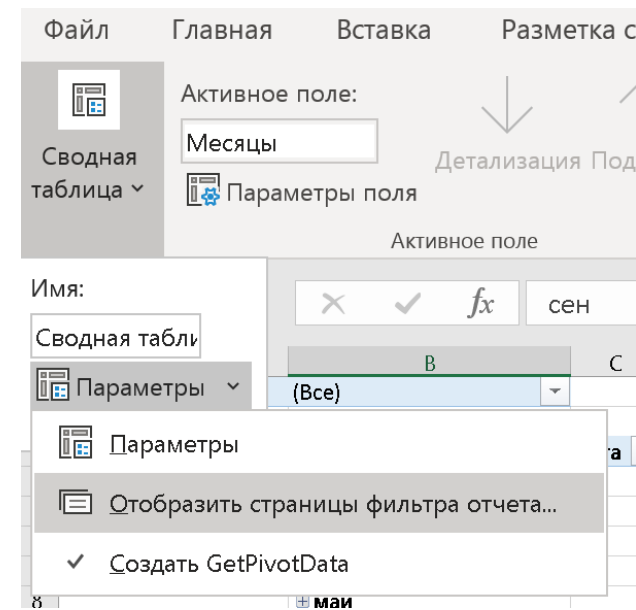 Файл Главная Вставка Разметка с
Активное поле:
Месяцы
Сводная
таблица
Детализация Под
Параметры поля
Активное поле
Имя:
Сводная табли
fx сен
B C
Параметры
(Все)
Параметры
та
Отобразить страницы фильтра отчета...
Создать GetPivotData
8 май